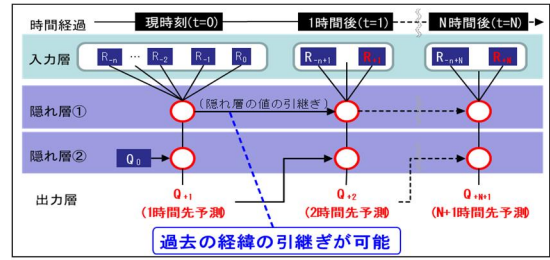 時間経過 現時刻(t=0) 1時間後(t=1) N時間後(t=N)
入力層 R-n … R-2 R-1 R0 R-n+1 R+1 R-n+N R+N
隠れ層① (隠れ層の値の引継ぎ)
隠れ層② Q0
出力層 Q+1 Q+2 Q+N+1
(1時間先予測) (2時間先予測) (N+1時間先予測)
過去の経緯の引継ぎが可能